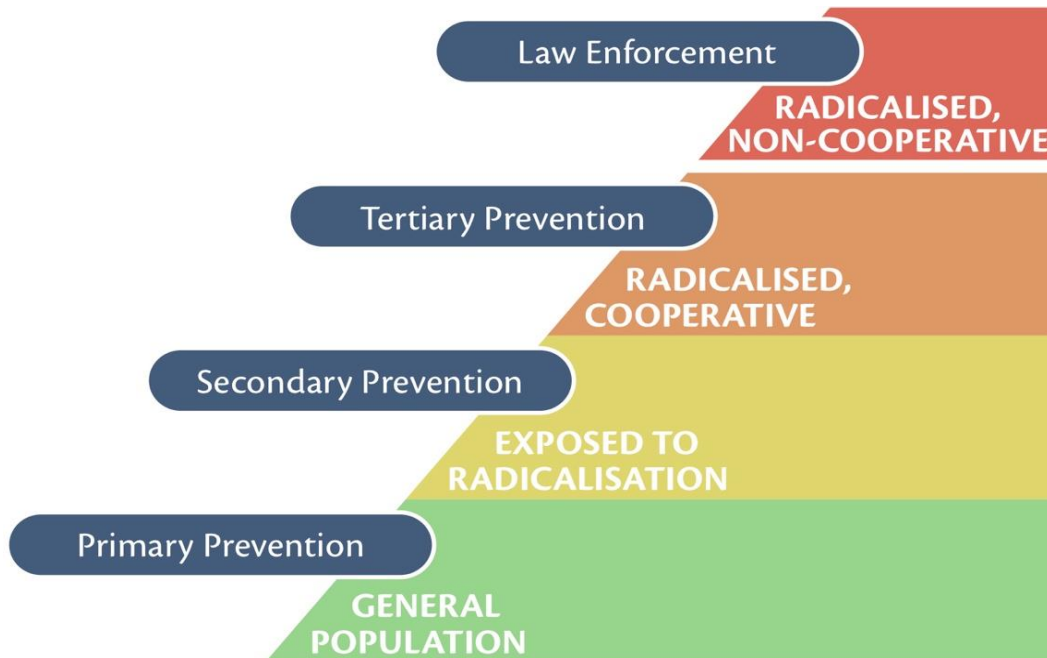 Law Enforcement
RADICALISED,
NON-COOPERATIVE
Tertiary Prevention
RADICALISED,
COOPERATIVE
Secondary Prevention
EXPOSED TO
RADICALISATION
Primary Prevention
GENERAL
POPULATION